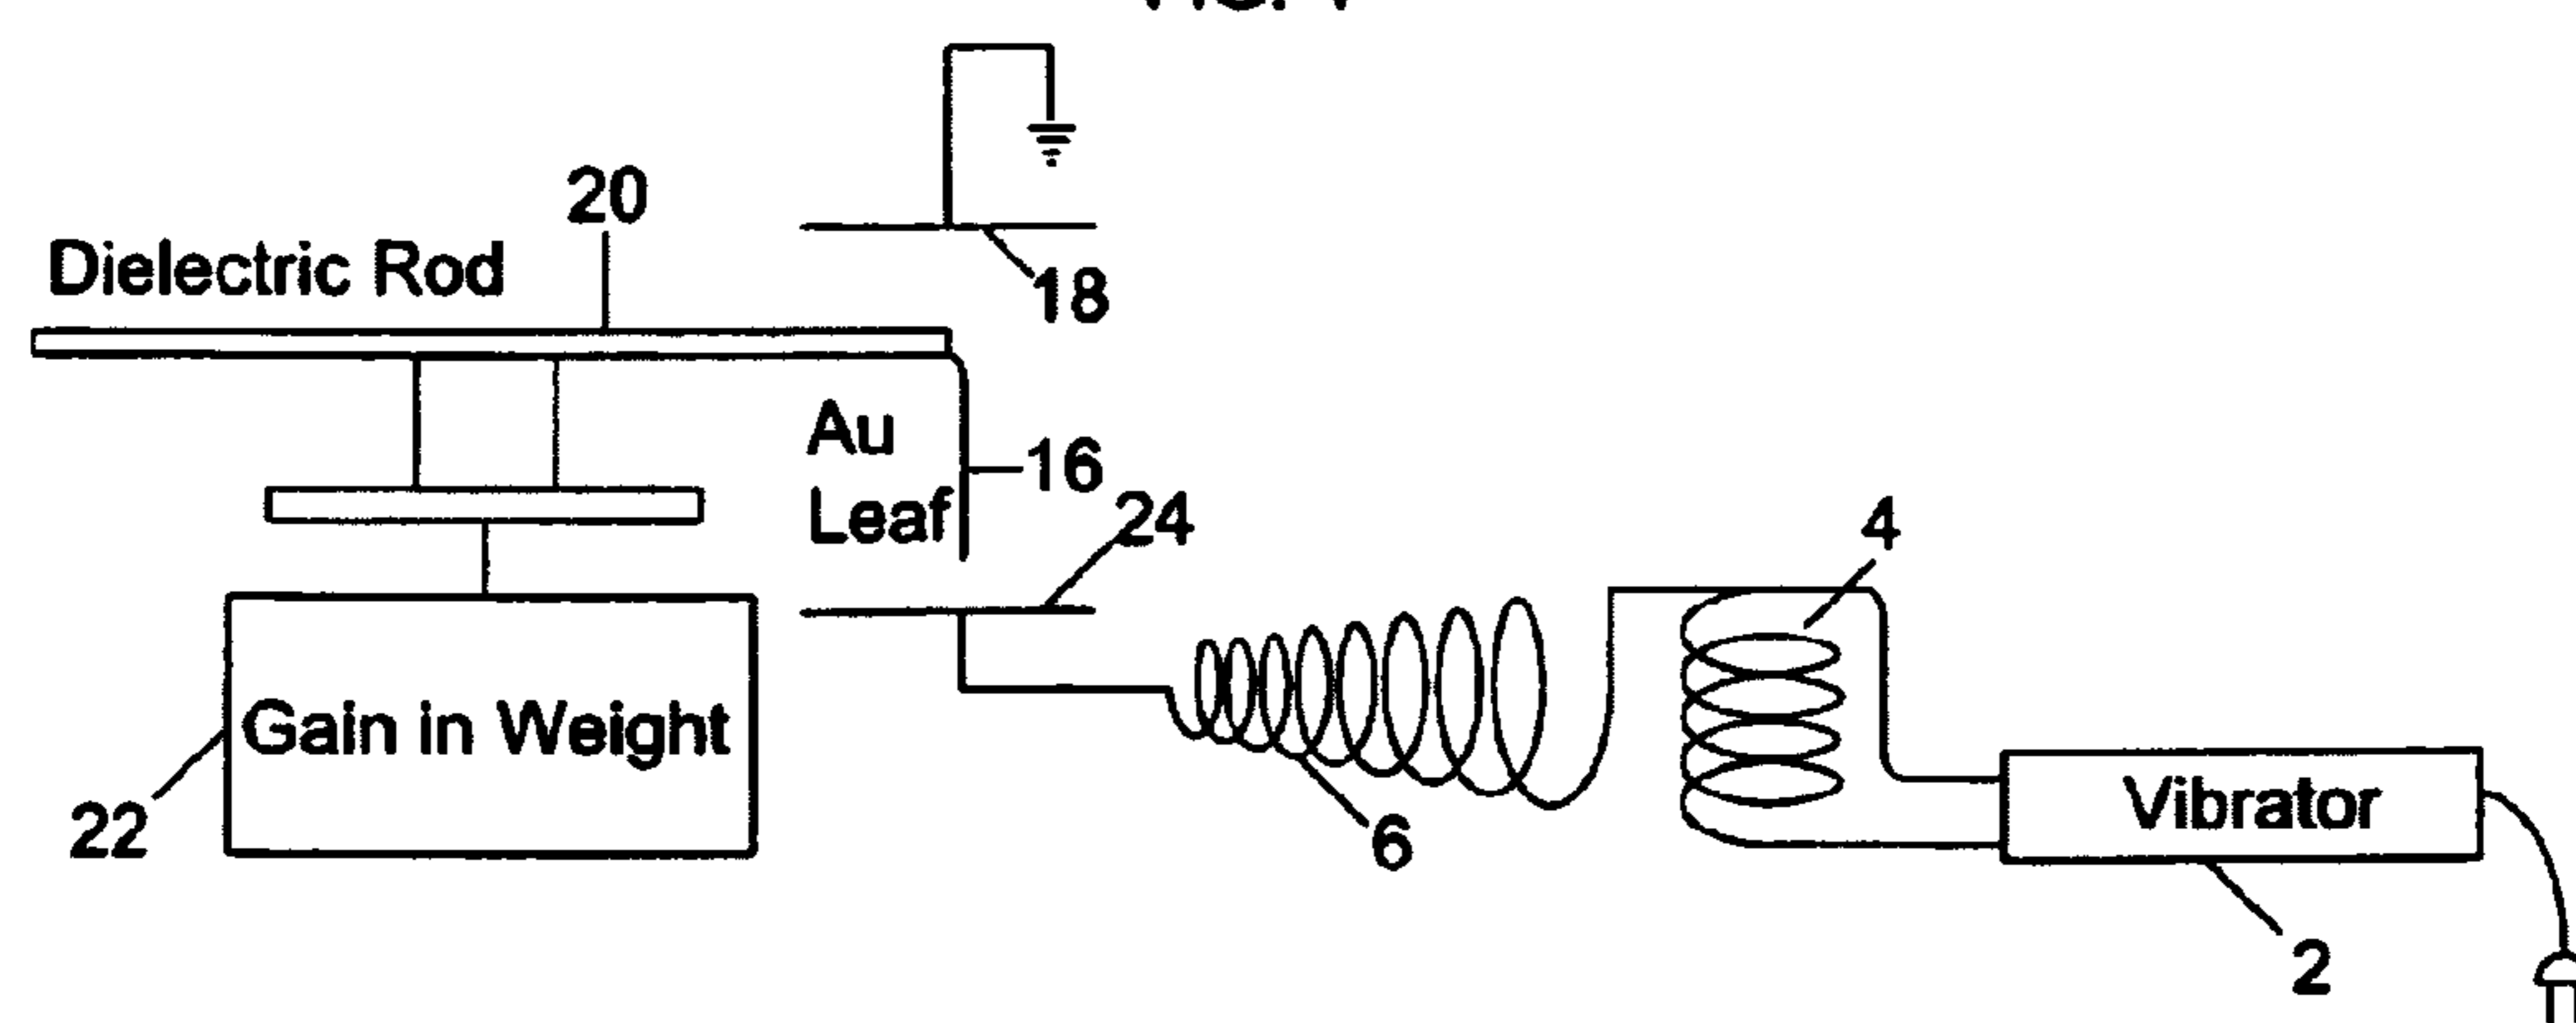 20
Dielectric Rod
18
Au
Leaf
16
24
4
Gain in Weight
22
6
Vibrator
2